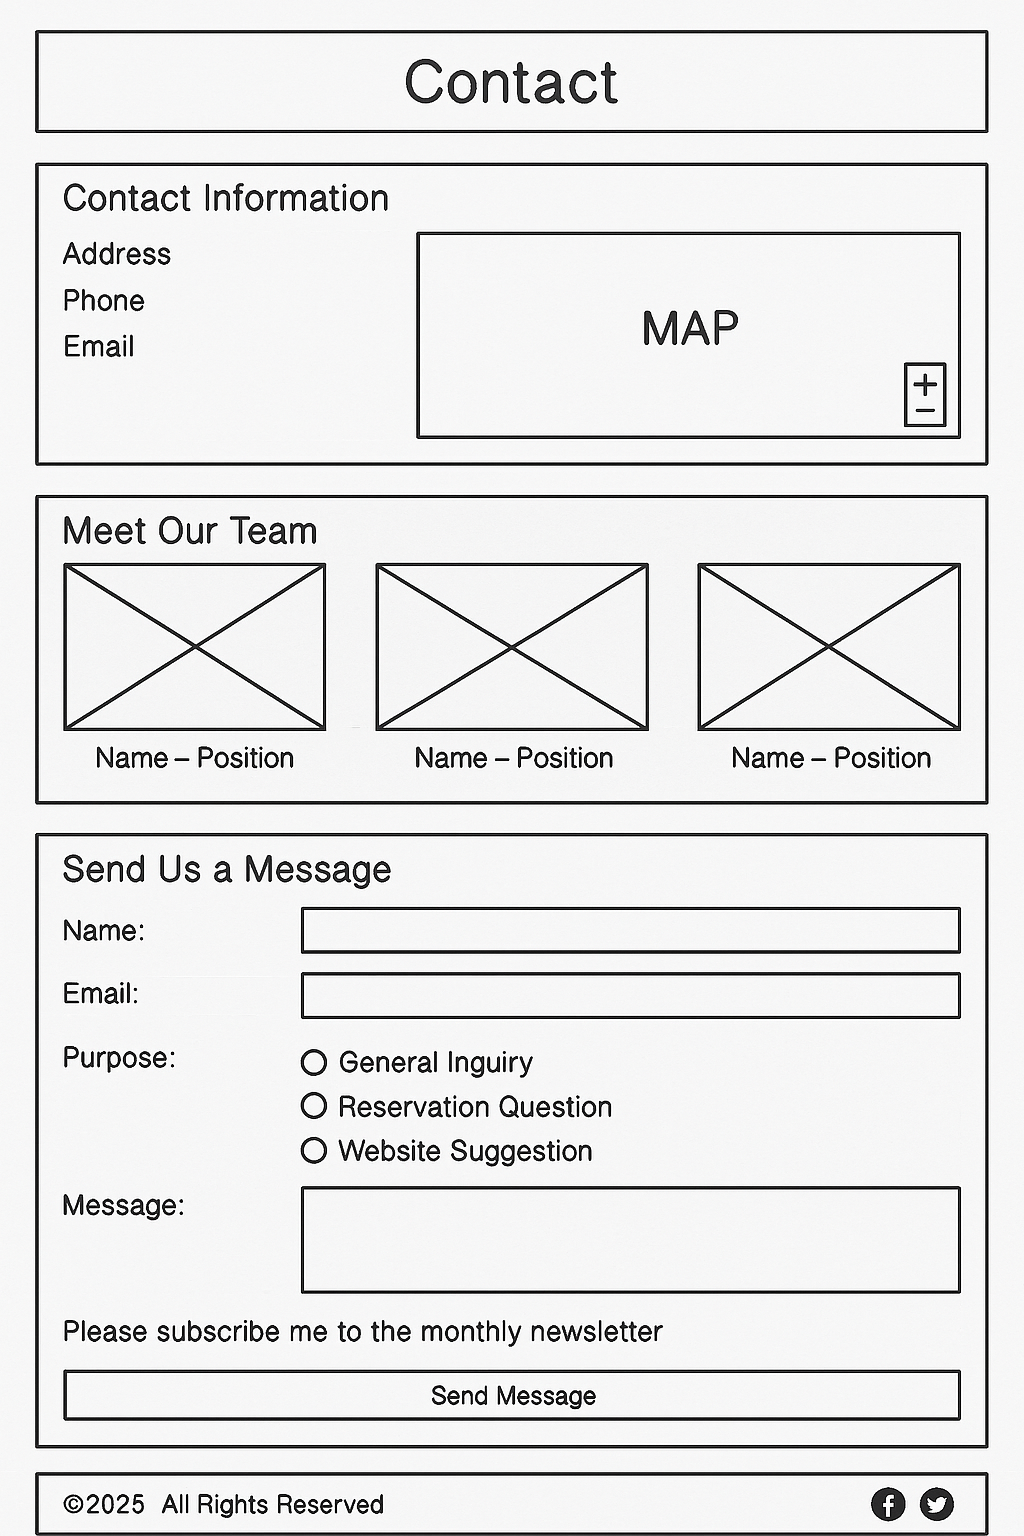 Contact
Contact Information
Address
Phone
Email
MAP
+
−
Meet Our Team
Name – Position
Name – Position
Name – Position
Send Us a Message
Name:
Email:
Purpose:
General Inguiry
Reservation Question
Website Suggestion
Message:
Please subscribe me to the monthly newsletter
Send Message
©2025 All Rights Reserved